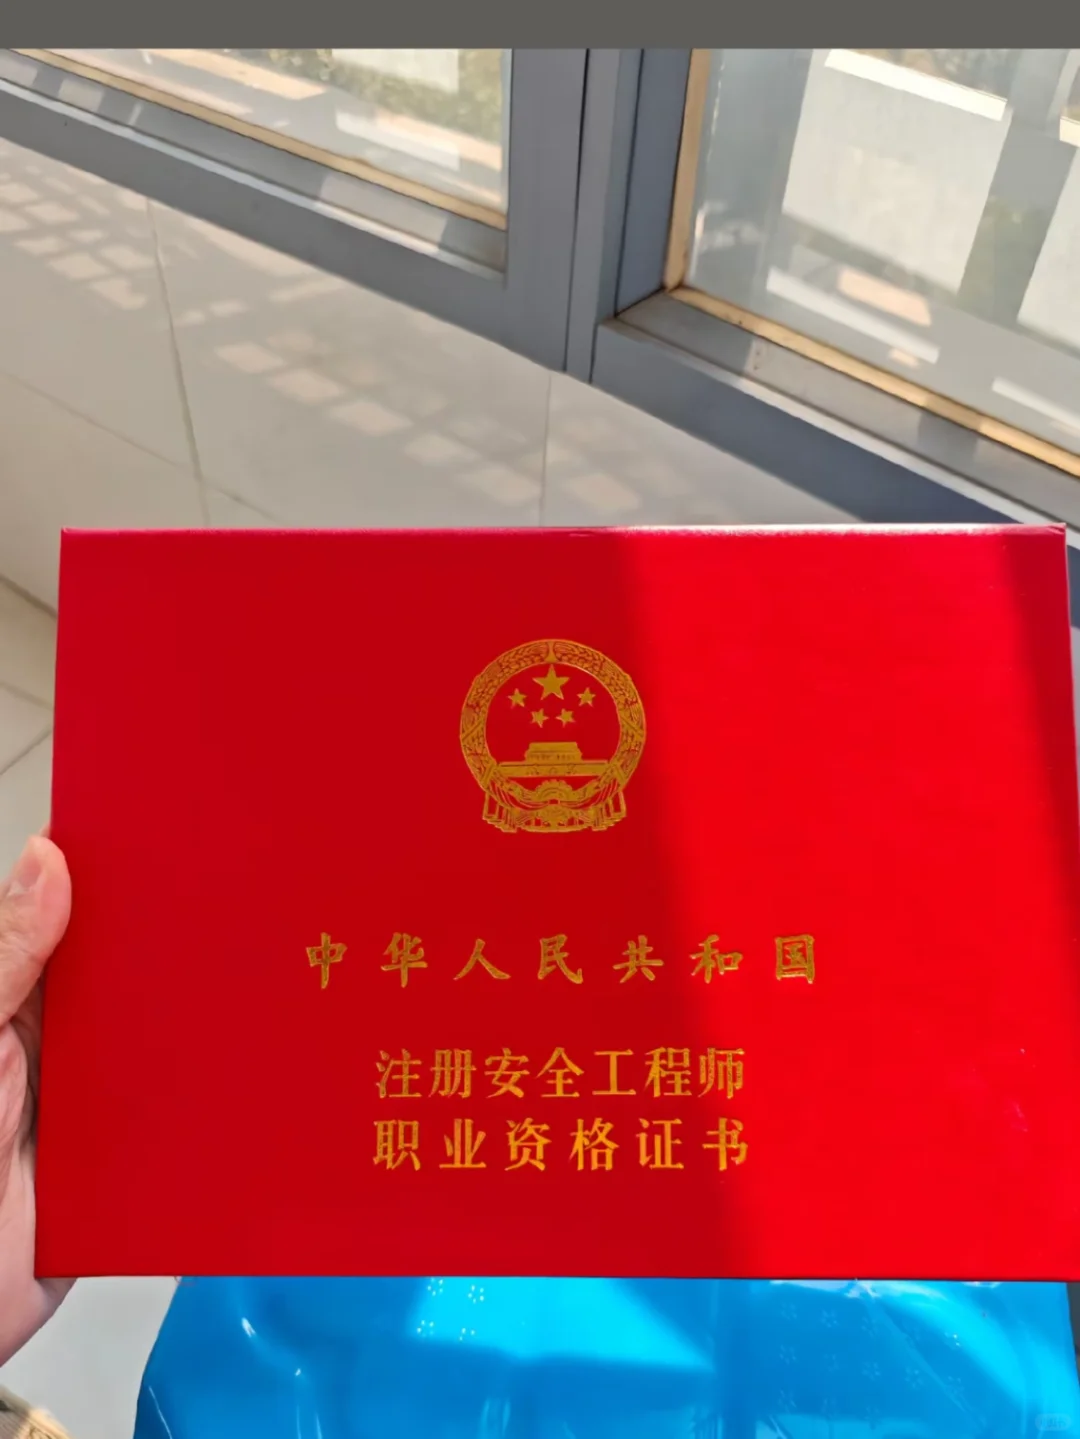 中华人民共和国
注册安全工程师
职业资格证书